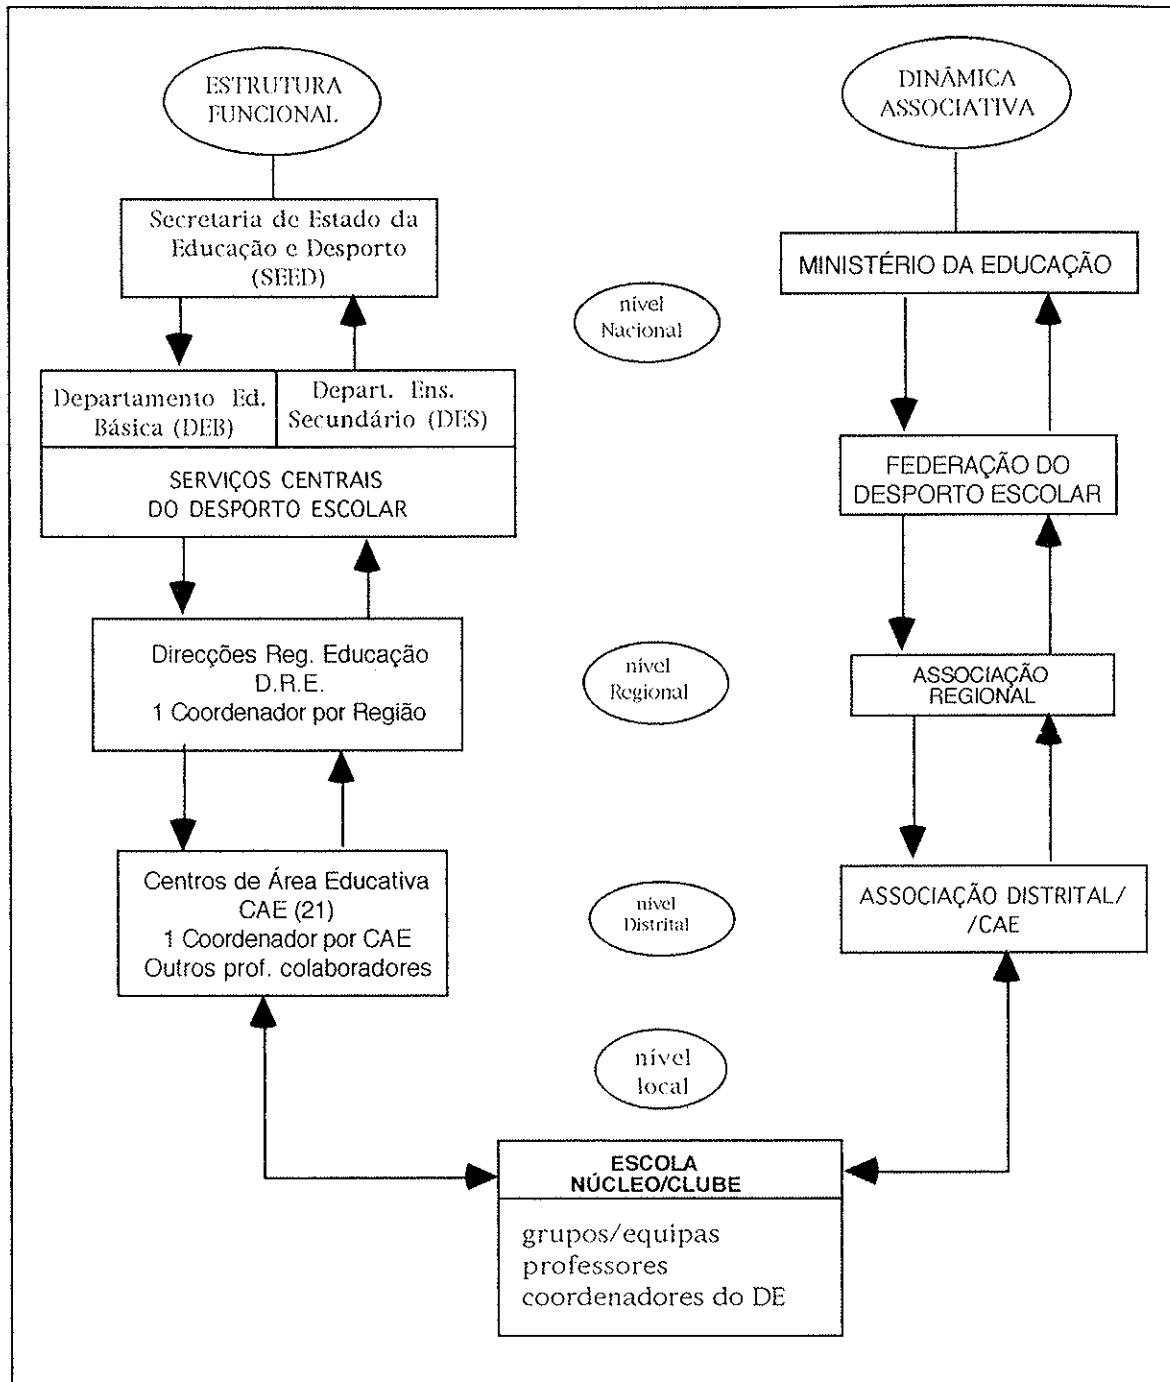 ESTRUTURA
FUNCIONAL
Secretaria de Estado da
Educação e Desporto
(SEED)
Departamento Ed.
Básica (DEB)
Depart. Ens.
Secundário (DES)
SERVIÇOS CENTRAIS
DO DESPORTO ESCOLAR
Direcções Reg. Educação
D.R.E.
1 Coordenador por Região
Centros de Área Educativa
CAE (21)
1 Coordenador por CAE
Outros prof. colaboradores
nível
Nacional
nível
Regional
nível
Distrital
nível
local
DINÂMICA
ASSOCIATIVA
MINISTÉRIO DA EDUCAÇÃO
FEDERAÇÃO DO
DESPORTO ESCOLAR
ASSOCIAÇÃO
REGIONAL
ASSOCIAÇÃO DISTRITAL/
/CAE
ESCOLA
NÚCLEO/CLUBE
grupos/equipas
professores
coordenadores do DE